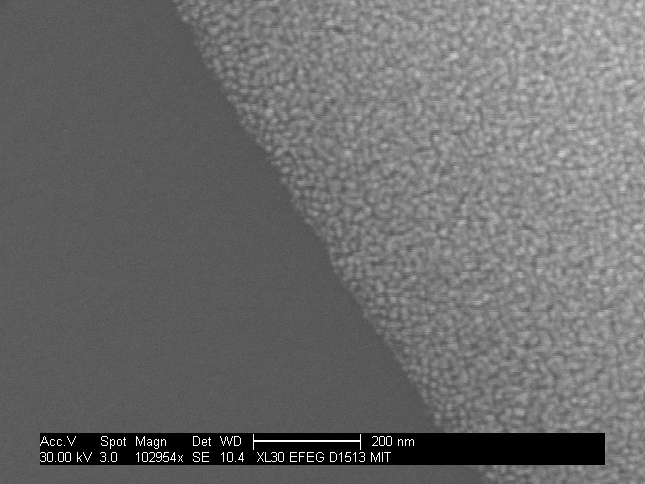 Acc.V Spot Magn Det WD 200 nm
30.00 kV 3.0 102954x SE 10.4 XL30 EFEG D1513 MIT